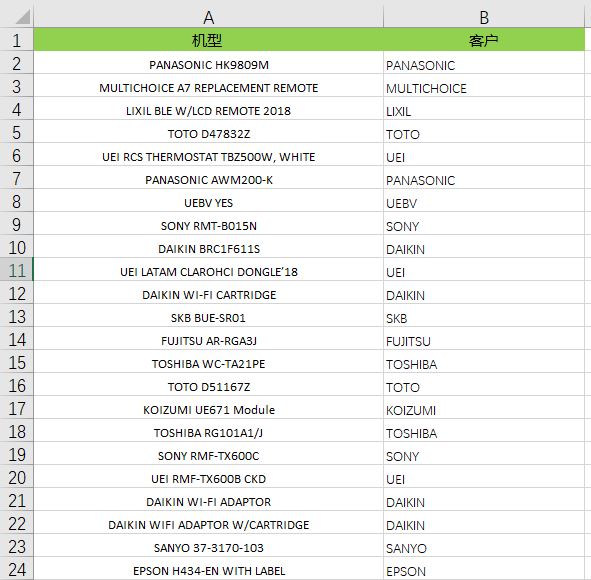 A B
1 机型 客户
2 PANASONIC HK9809M PANASONIC
3 MULTICHOICE A7 REPLACEMENT REMOTE MULTICHOICE
4 LIXIL BLE W/LCD REMOTE 2018 LIXIL
5 TOTO D47832Z TOTO
6 UEI RCS THERMOSTAT TBZ500W, WHITE UEI
7 PANASONIC AWM200-K PANASONIC
8 UEBV YES UEBV
9 SONY RMT-B015N SONY
10 DAIKIN BRC1F611S DAIKIN
11 UEI LATAM CLAROHCI DONGLE'18 UEI
12 DAIKIN WI-FI CARTRIDGE DAIKIN
13 SKB BUE-SR01 SKB
14 FUJITSU AR-RGA3J FUJITSU
15 TOSHIBA WC-TA21PE TOSHIBA
16 TOTO D51167Z TOTO
17 KOIZUMI UE671 Module KOIZUMI
18 TOSHIBA RG101A1/J TOSHIBA
19 SONY RMF-TX600C SONY
20 UEI RMF-TX600B CKD UEI
21 DAIKIN WI-FI ADAPTOR DAIKIN
22 DAIKIN WIFI ADAPTOR W/CARTRIDGE DAIKIN
23 SANYO 37-3170-103 SANYO
24 EPSON H434-EN WITH LABEL EPSON